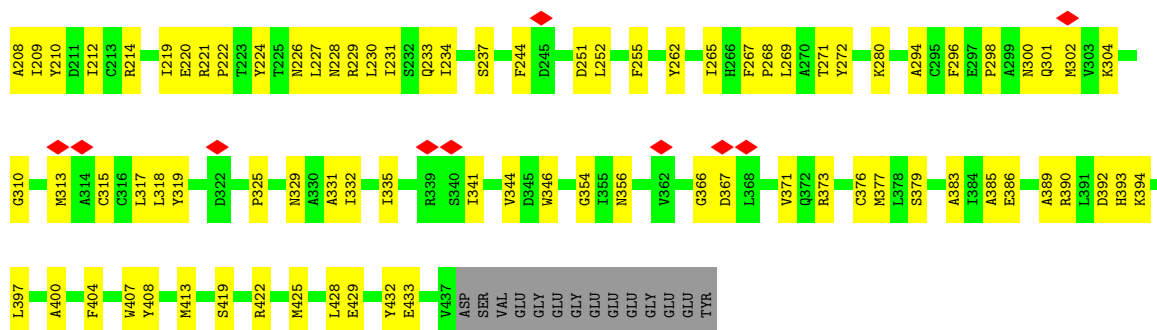 A208 I209 Y210 D211 I212 C213 R214 I219 E220 R221 P222 T223 Y224 T225 N226 L227 N228 R229 L230 I231 S232 Q233 I234 S237 F244 D245 D251 L252 F255 Y262 I265 H266 F267 P268 L269 A270 T271 Y272 K280 A294 C295 F296 E297 P298 A299 N300 Q301 M302 V303 K304
G310 M313 A314 C315 C316 L317 L318 Y319 D322 P325 N329 A330 A331 I332 I335 R339 S340 I341 V344 D345 W346 G354 I355 N356 V362 G366 D367 L368 V371 Q372 R373 C376 M377 L378 S379 A383 I384 A385 E386 A389 R390 L391 D392 H393 K394
L397 A400 F404 W407 Y408 M413 S419 R422 M425 L428 E429 Y432 E433 V437 ASP SER VAL GLU GLY GLU GLU GLY GLU GLU GLU GLY GLU GLU TYR